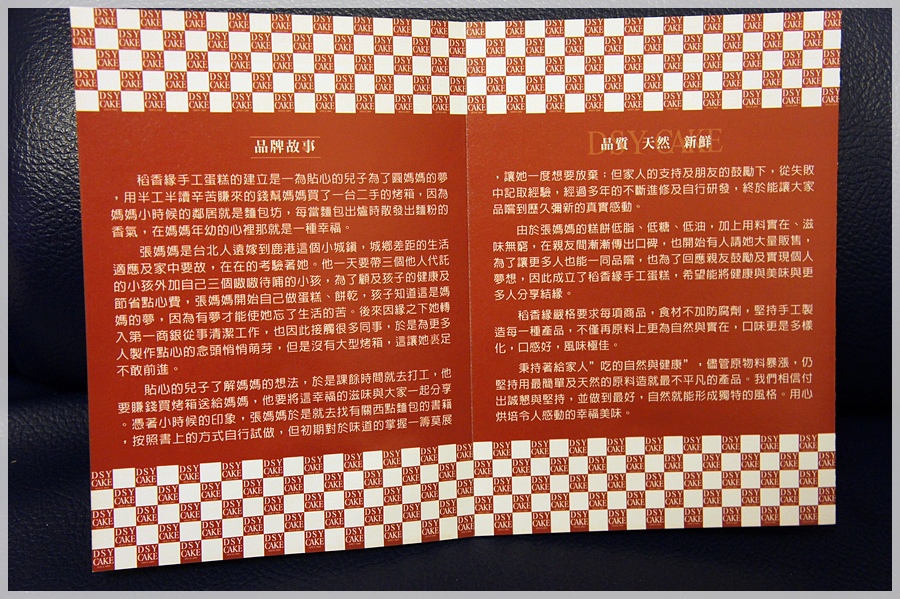 品牌故事
稻香緣手工蛋糕的建立是一為貼心的兒子為了圓媽媽的夢
，用半工半讀辛苦賺來的錢幫媽媽買了一台二手的烤箱，因為
媽媽小時候的鄰居就是麵包坊，每當麵包出爐時散發出麵粉的
香氣，在媽媽年幼的心裡那就是一種幸福。
張媽媽是台北人遠嫁到鹿港這個小城鎮，城鄉差距的生活
適應及家中要故，在在的考驗著她。他一天要帶三個他人代託
的小孩外加自己三個嗷嗷待哺的小孩，為了顧及孩子的健康及
節省點心費，張媽媽開始自己做蛋糕、餅乾，孩子知道這是媽
媽的夢，因為有夢才能使她忘了生活的苦。後來因緣之下她轉
入第一商銀從事清潔工作，也因此接觸很多同事，於是為更多
人製作點心的念頭悄悄萌芽，但是沒有大型烤箱，這讓她裹足
不敢前進。
貼心的兒子了解媽媽的想法，於是課餘時間就去打工，他
要賺錢買烤箱送給媽媽，他要將這幸福的滋味與大家一起分享
。憑著小時候的印象，張媽媽於是就去找有關西點麵包的書籍
，按照書上的方式自行試做，但初期對於味道的掌握一籌莫展
DSY CAKE
品質 天然 新鮮
，讓她一度想要放棄；但家人的支持及朋友的鼓勵下，從失敗
中記取經驗，經過多年的不斷進修及自行研發，終於能讓大家
品嚐到歷久彌新的真實感動。
由於張媽媽的糕餅低脂、低糖、低油，加上用料實在、滋
味無窮，在親友間漸漸傳出口碑，也開始有人請她大量販售，
為了讓更多人也能一同品嚐，也為了回應親友鼓勵及實現個人
夢想，因此成立了稻香緣手工蛋糕，希望能將健康與美味與更
多人分享結緣。
稻香緣嚴格要求每項商品，食材不加防腐劑，堅持手工製
造每一種產品，不僅再原料上更為自然與實在，口味更是多樣
化，口感好，風味極佳。
秉持著給家人”吃的自然與健康”，儘管原物料暴漲，仍
堅持用最簡單及天然的原料造就最不平凡的產品。我們相信付
出誠懇與堅持，並做到最好，自然就能形成獨特的風格。用心
烘培令人感動的幸福美味。